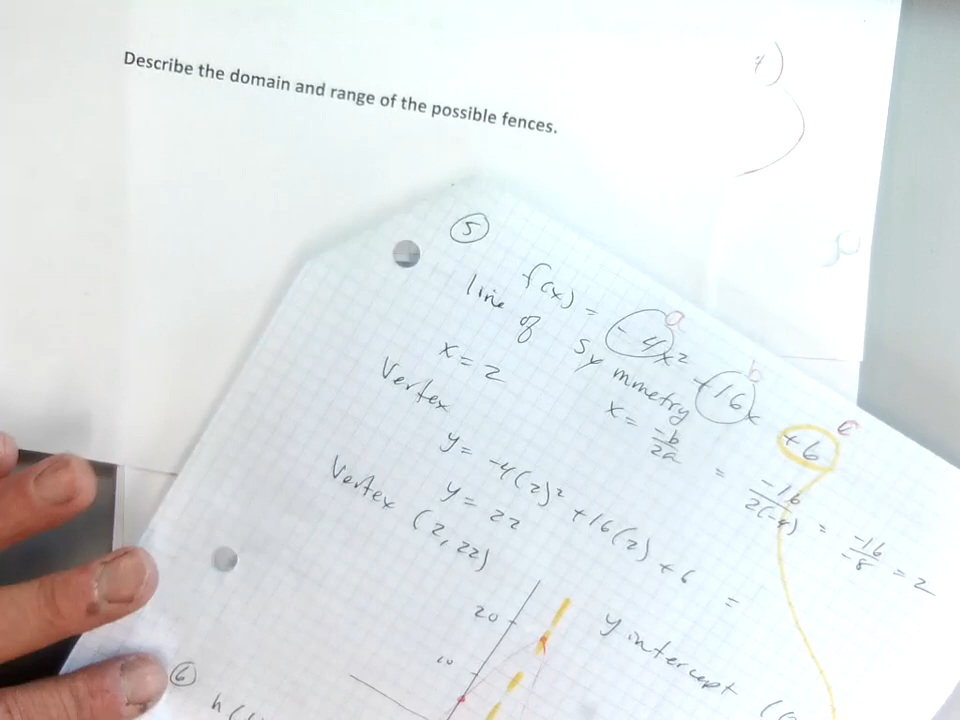 Describe the domain and range of the possible fences.
7)
5
f(x) = -4x² +16x +6
a b c
line of symmetry
x = 2 x = -b/2a = -16/2(-4) = -16/-8 = 2
Vertex
y = -4(2)² +16(2) +6 =
y = 22
Vertex (2, 22)
20
10
y intercept (
6
h(